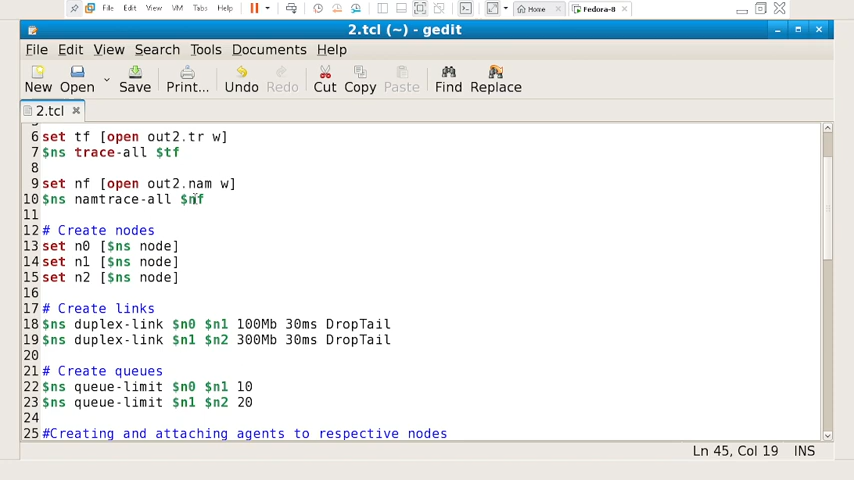 File Edit View VM Tabs Help Home Fedora-8
2.tcl (~) - gedit
File Edit View Search Tools Documents Help
New Open Save Print... Undo Redo Cut Copy Paste Find Replace
2.tcl
6 set tf [open out2.tr w]
7 $ns trace-all $tf
8
9 set nf [open out2.nam w]
10 $ns namtrace-all $nf
11
12 # Create nodes
13 set n0 [$ns node]
14 set n1 [$ns node]
15 set n2 [$ns node]
16
17 # Create links
18 $ns duplex-link $n0 $n1 100Mb 30ms DropTail
19 $ns duplex-link $n1 $n2 300Mb 30ms DropTail
20
21 # Create queues
22 $ns queue-limit $n0 $n1 10
23 $ns queue-limit $n1 $n2 20
24
25 #Creating and attaching agents to respective nodes
Ln 45, Col 19 INS